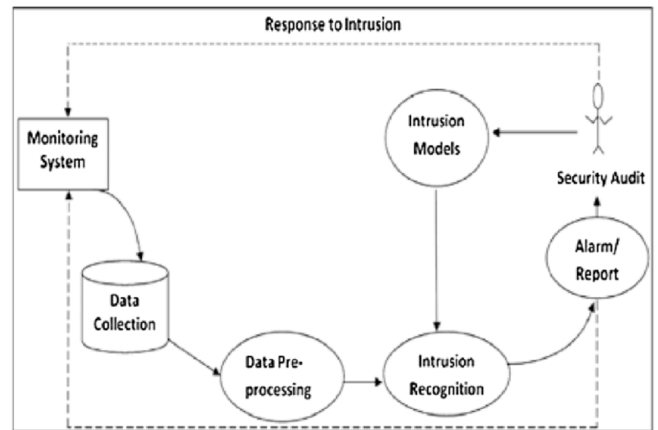 Response to Intrusion
Monitoring
System
Intrusion
Models
Security Audit
Alarm/
Report
Data
Collection
Data Pre-
processing
Intrusion
Recognition